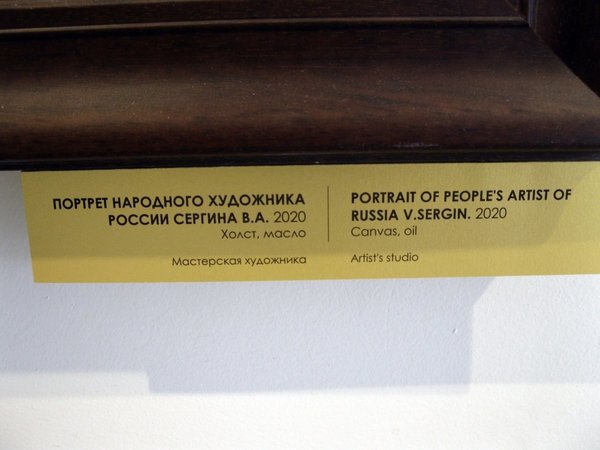 ПОРТРЕТ НАРОДНОГО ХУДОЖНИКА
РОССИИ СЕРГИНА В.А. 2020
Холст, масло
Мастерская художника
PORTRAIT OF PEOPLE'S ARTIST OF
RUSSIA V.SERGIN. 2020
Canvas, oil
Artist's studio